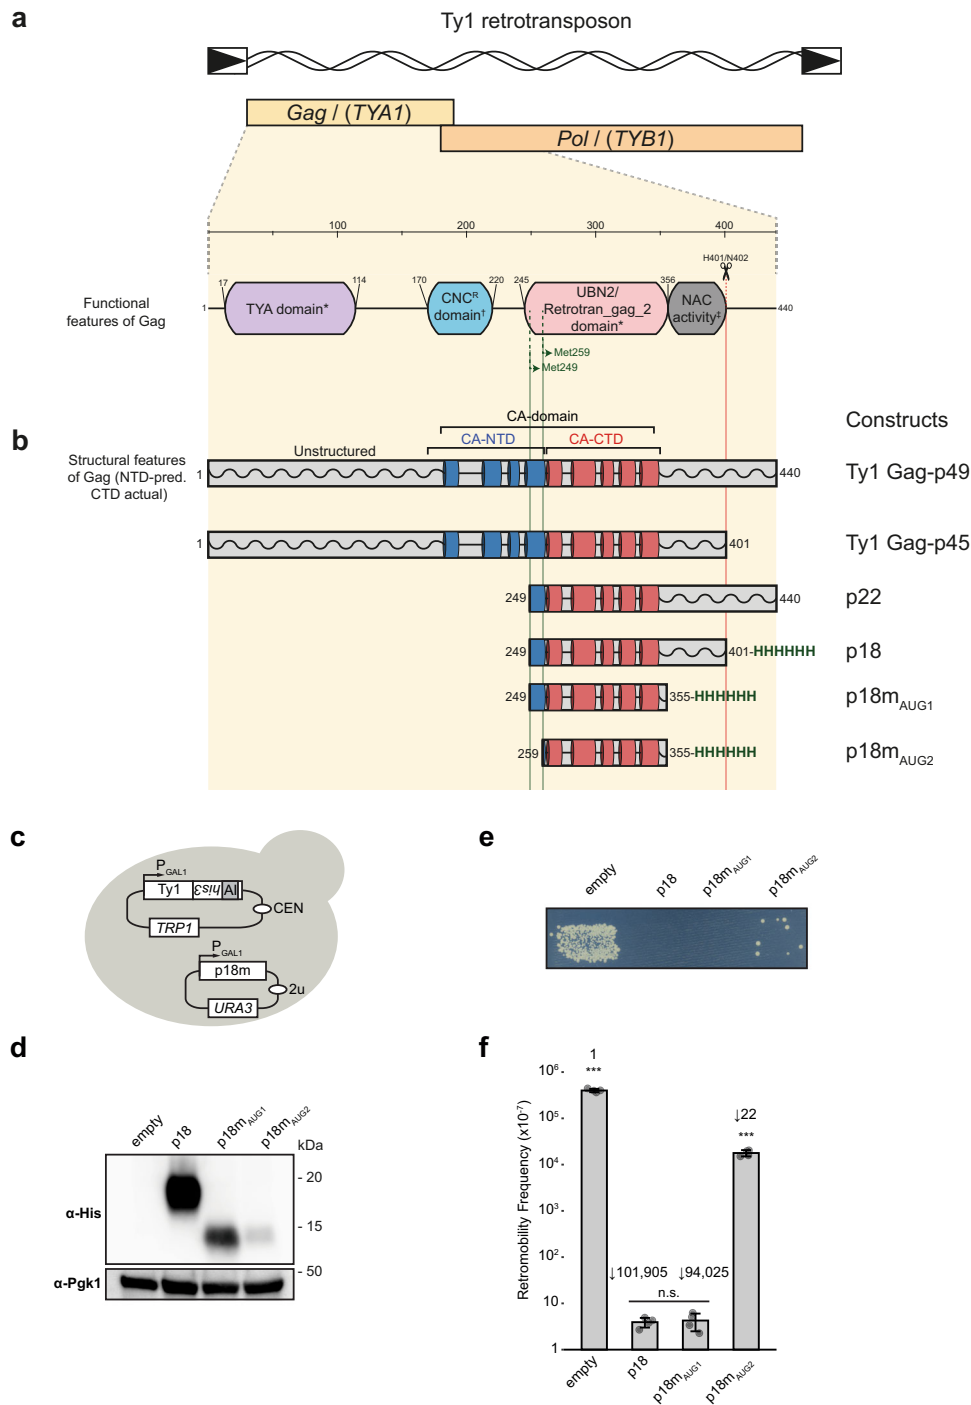 a
Ty1 retrotransposon
Gag / (TYA1)
Pol / (TYB1)
100 200 300 400
H401/N402
17 114 170 220 245 356
Functional
features of Gag
1
TYA domain*
CNC^R
domain†
UBN2/
Retrotran_gag_2
domain*
NAC
activity‡
440
Met259
Met249
CA-domain
Constructs
b
CA-NTD CA-CTD
Unstructured
Structural features
of Gag (NTD-pred.
CTD actual)
1 440 Ty1 Gag-p49
1 401 Ty1 Gag-p45
249 440 p22
249 401-HHHHHH p18
249 355-HHHHHH p18m_AUG1
259 355-HHHHHH p18m_AUG2
c
P GAL1
Ty1 his3 AI
CEN
TRP1
P GAL1
p18m
2u
URA3
d
empty p18 p18m_AUG1 p18m_AUG2
kDa
α-His
- 20
- 15
α-Pgk1
- 50
e
empty p18 p18m_AUG1 p18m_AUG2
f
Retromobility Frequency (x10^-7)
10^6
10^5
10^4
10^3
10^2
10
1
1
***
↓101,905 ↓94,025
n.s.
↓22
***
empty p18 p18m_AUG1 p18m_AUG2